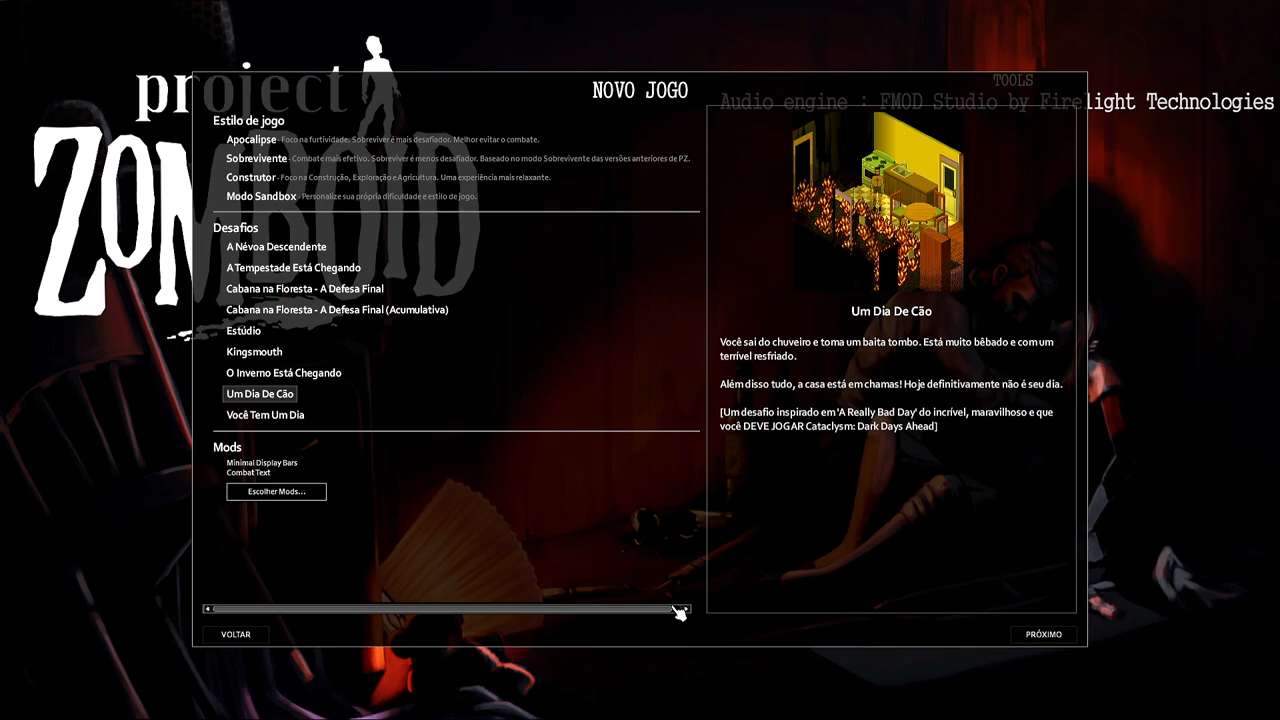 project
ZOMBOID
NOVO JOGO
TOOLS
Audio engine : FMOD Studio by Firelight Technologies
Estilo de jogo
Apocalipse - Foco na furtividade. Sobreviver é mais desafiador. Melhor evitar o combate.
Sobrevivente - Combate mais efetivo. Sobreviver é menos desafiador. Baseado no modo Sobrevivente das versões anteriores de PZ.
Construtor - Foco na Construção, Exploração e Agricultura. Uma experiência mais relaxante.
Modo Sandbox - Personalize sua própria dificuldade e estilo de jogo.
Desafios
A Névoa Descendente
A Tempestade Está Chegando
Cabana na Floresta - A Defesa Final
Cabana na Floresta - A Defesa Final (Acumulativa)
Estúdio
Kingsmouth
O Inverno Está Chegando
Um Dia De Cão
Você Tem Um Dia
Mods
Minimal Display Bars
Combat Text
Escolher Mods...
Um Dia De Cão
Você sai do chuveiro e toma um baita tombo. Está muito bêbado e com um
terrível resfriado.
Além disso tudo, a casa está em chamas! Hoje definitivamente não é seu dia.
[Um desafio inspirado em 'A Really Bad Day' do incrível, maravilhoso e que
você DEVE JOGAR Cataclysm: Dark Days Ahead]
VOLTAR
PRÓXIMO